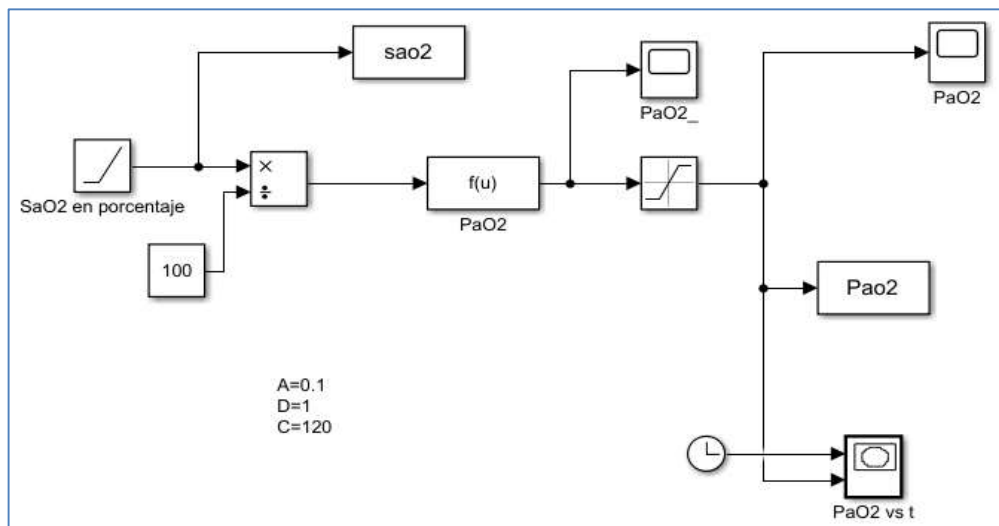 sao2
PaO2_
PaO2
SaO2 en porcentaje
×
÷
f(u)
PaO2
100
Pao2
A=0.1
D=1
C=120
PaO2 vs t